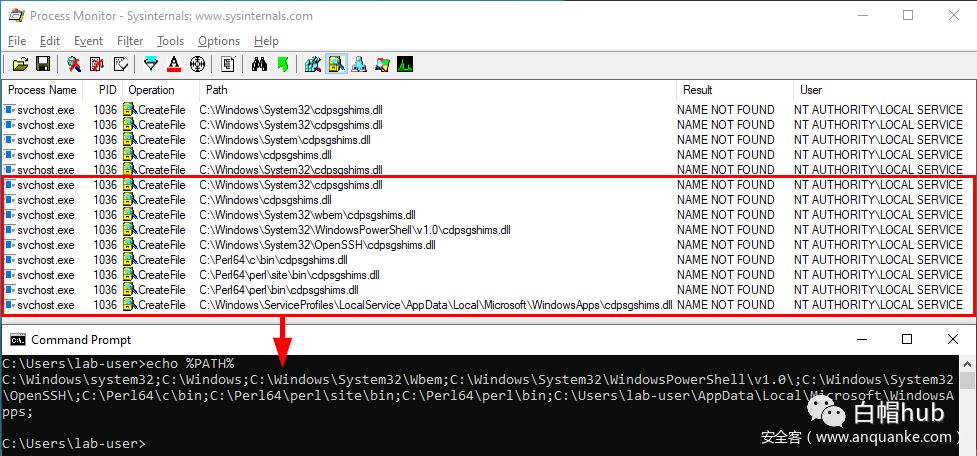 Process Monitor - Sysinternals: www.sysinternals.com
File Edit Event Filter Tools Options Help
Process Name PID Operation Path Result User
svchost.exe 1036 CreateFile C:\Windows\System32\cdpsgshims.dll NAME NOT FOUND NT AUTHORITY\LOCAL SERVICE
svchost.exe 1036 CreateFile C:\Windows\System32\cdpsgshims.dll NAME NOT FOUND NT AUTHORITY\LOCAL SERVICE
svchost.exe 1036 CreateFile C:\Windows\System\cdpsgshims.dll NAME NOT FOUND NT AUTHORITY\LOCAL SERVICE
svchost.exe 1036 CreateFile C:\Windows\cdpsgshims.dll NAME NOT FOUND NT AUTHORITY\LOCAL SERVICE
svchost.exe 1036 CreateFile C:\Windows\System32\cdpsgshims.dll NAME NOT FOUND NT AUTHORITY\LOCAL SERVICE
svchost.exe 1036 CreateFile C:\Windows\System32\cdpsgshims.dll NAME NOT FOUND NT AUTHORITY\LOCAL SERVICE
svchost.exe 1036 CreateFile C:\Windows\cdpsgshims.dll NAME NOT FOUND NT AUTHORITY\LOCAL SERVICE
svchost.exe 1036 CreateFile C:\Windows\System32\wbem\cdpsgshims.dll NAME NOT FOUND NT AUTHORITY\LOCAL SERVICE
svchost.exe 1036 CreateFile C:\Windows\System32\WindowsPowerShell\v1.0\cdpsgshims.dll NAME NOT FOUND NT AUTHORITY\LOCAL SERVICE
svchost.exe 1036 CreateFile C:\Windows\System32\OpenSSH\cdpsgshims.dll NAME NOT FOUND NT AUTHORITY\LOCAL SERVICE
svchost.exe 1036 CreateFile C:\Perl64\c\bin\cdpsgshims.dll NAME NOT FOUND NT AUTHORITY\LOCAL SERVICE
svchost.exe 1036 CreateFile C:\Perl64\perl\site\bin\cdpsgshims.dll NAME NOT FOUND NT AUTHORITY\LOCAL SERVICE
svchost.exe 1036 CreateFile C:\Perl64\perl\bin\cdpsgshims.dll NAME NOT FOUND NT AUTHORITY\LOCAL SERVICE
svchost.exe 1036 CreateFile C:\Windows\ServiceProfiles\LocalService\AppData\Local\Microsoft\WindowsApps\cdpsgshims.dll NAME NOT FOUND NT AUTHORITY\LOCAL SERVICE
Command Prompt
C:\Users\lab-user>echo %PATH%
C:\Windows\system32;C:\Windows;C:\Windows\System32\Wbem;C:\Windows\System32\WindowsPowerShell\v1.0\;C:\Windows\System32
\OpenSSH\;C:\Perl64\c\bin;C:\Perl64\perl\site\bin;C:\Perl64\perl\bin;C:\Users\lab-user\AppData\Local\Microsoft\WindowsA
pps;
C:\Users\lab-user>
白帽hub
安全客(www.anquanke.com)